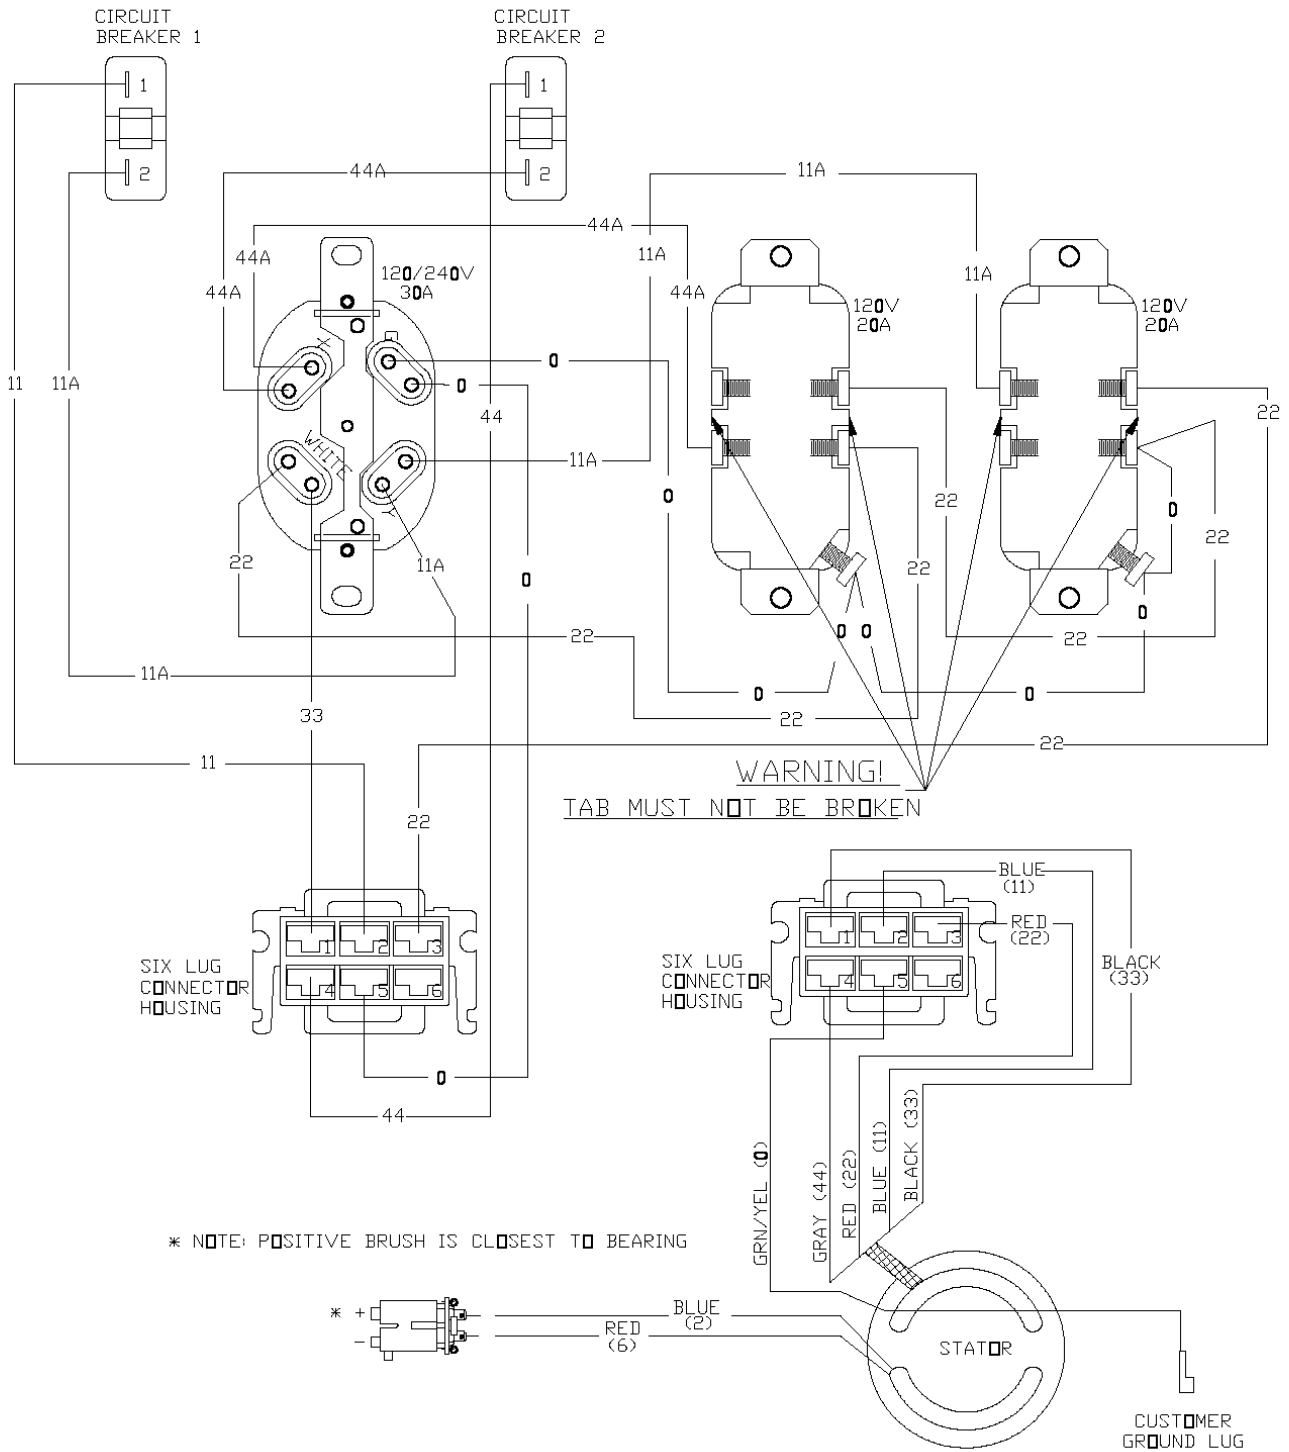 CIRCUIT
BREAKER 1
CIRCUIT
BREAKER 2
1
1
2
2
44A
11A
44A
11A
44A
44A
11A
44A
120/240V
30A
120V
20A
120V
20A
X
G
0
0
11
11A
44
22
WHITE
11A
0
22
0
22
Y
22
11A
22
0
0
0
0
22
22
11A
0
0
33
22
22
11
WARNING!
TAB MUST NOT BE BROKEN
22
BLUE
(11)
RED
(22)
BLACK
(33)
1
2
3
4
5
6
SIX LUG
CONNECTOR
HOUSING
1
2
3
4
5
6
SIX LUG
CONNECTOR
HOUSING
0
44
GRN/YEL (0)
GRAY (44)
RED (22)
BLUE (11)
BLACK (33)
* NOTE: POSITIVE BRUSH IS CLOSEST TO BEARING
* +
-
BLUE
(2)
RED
(6)
STATOR
CUSTOMER
GROUND LUG